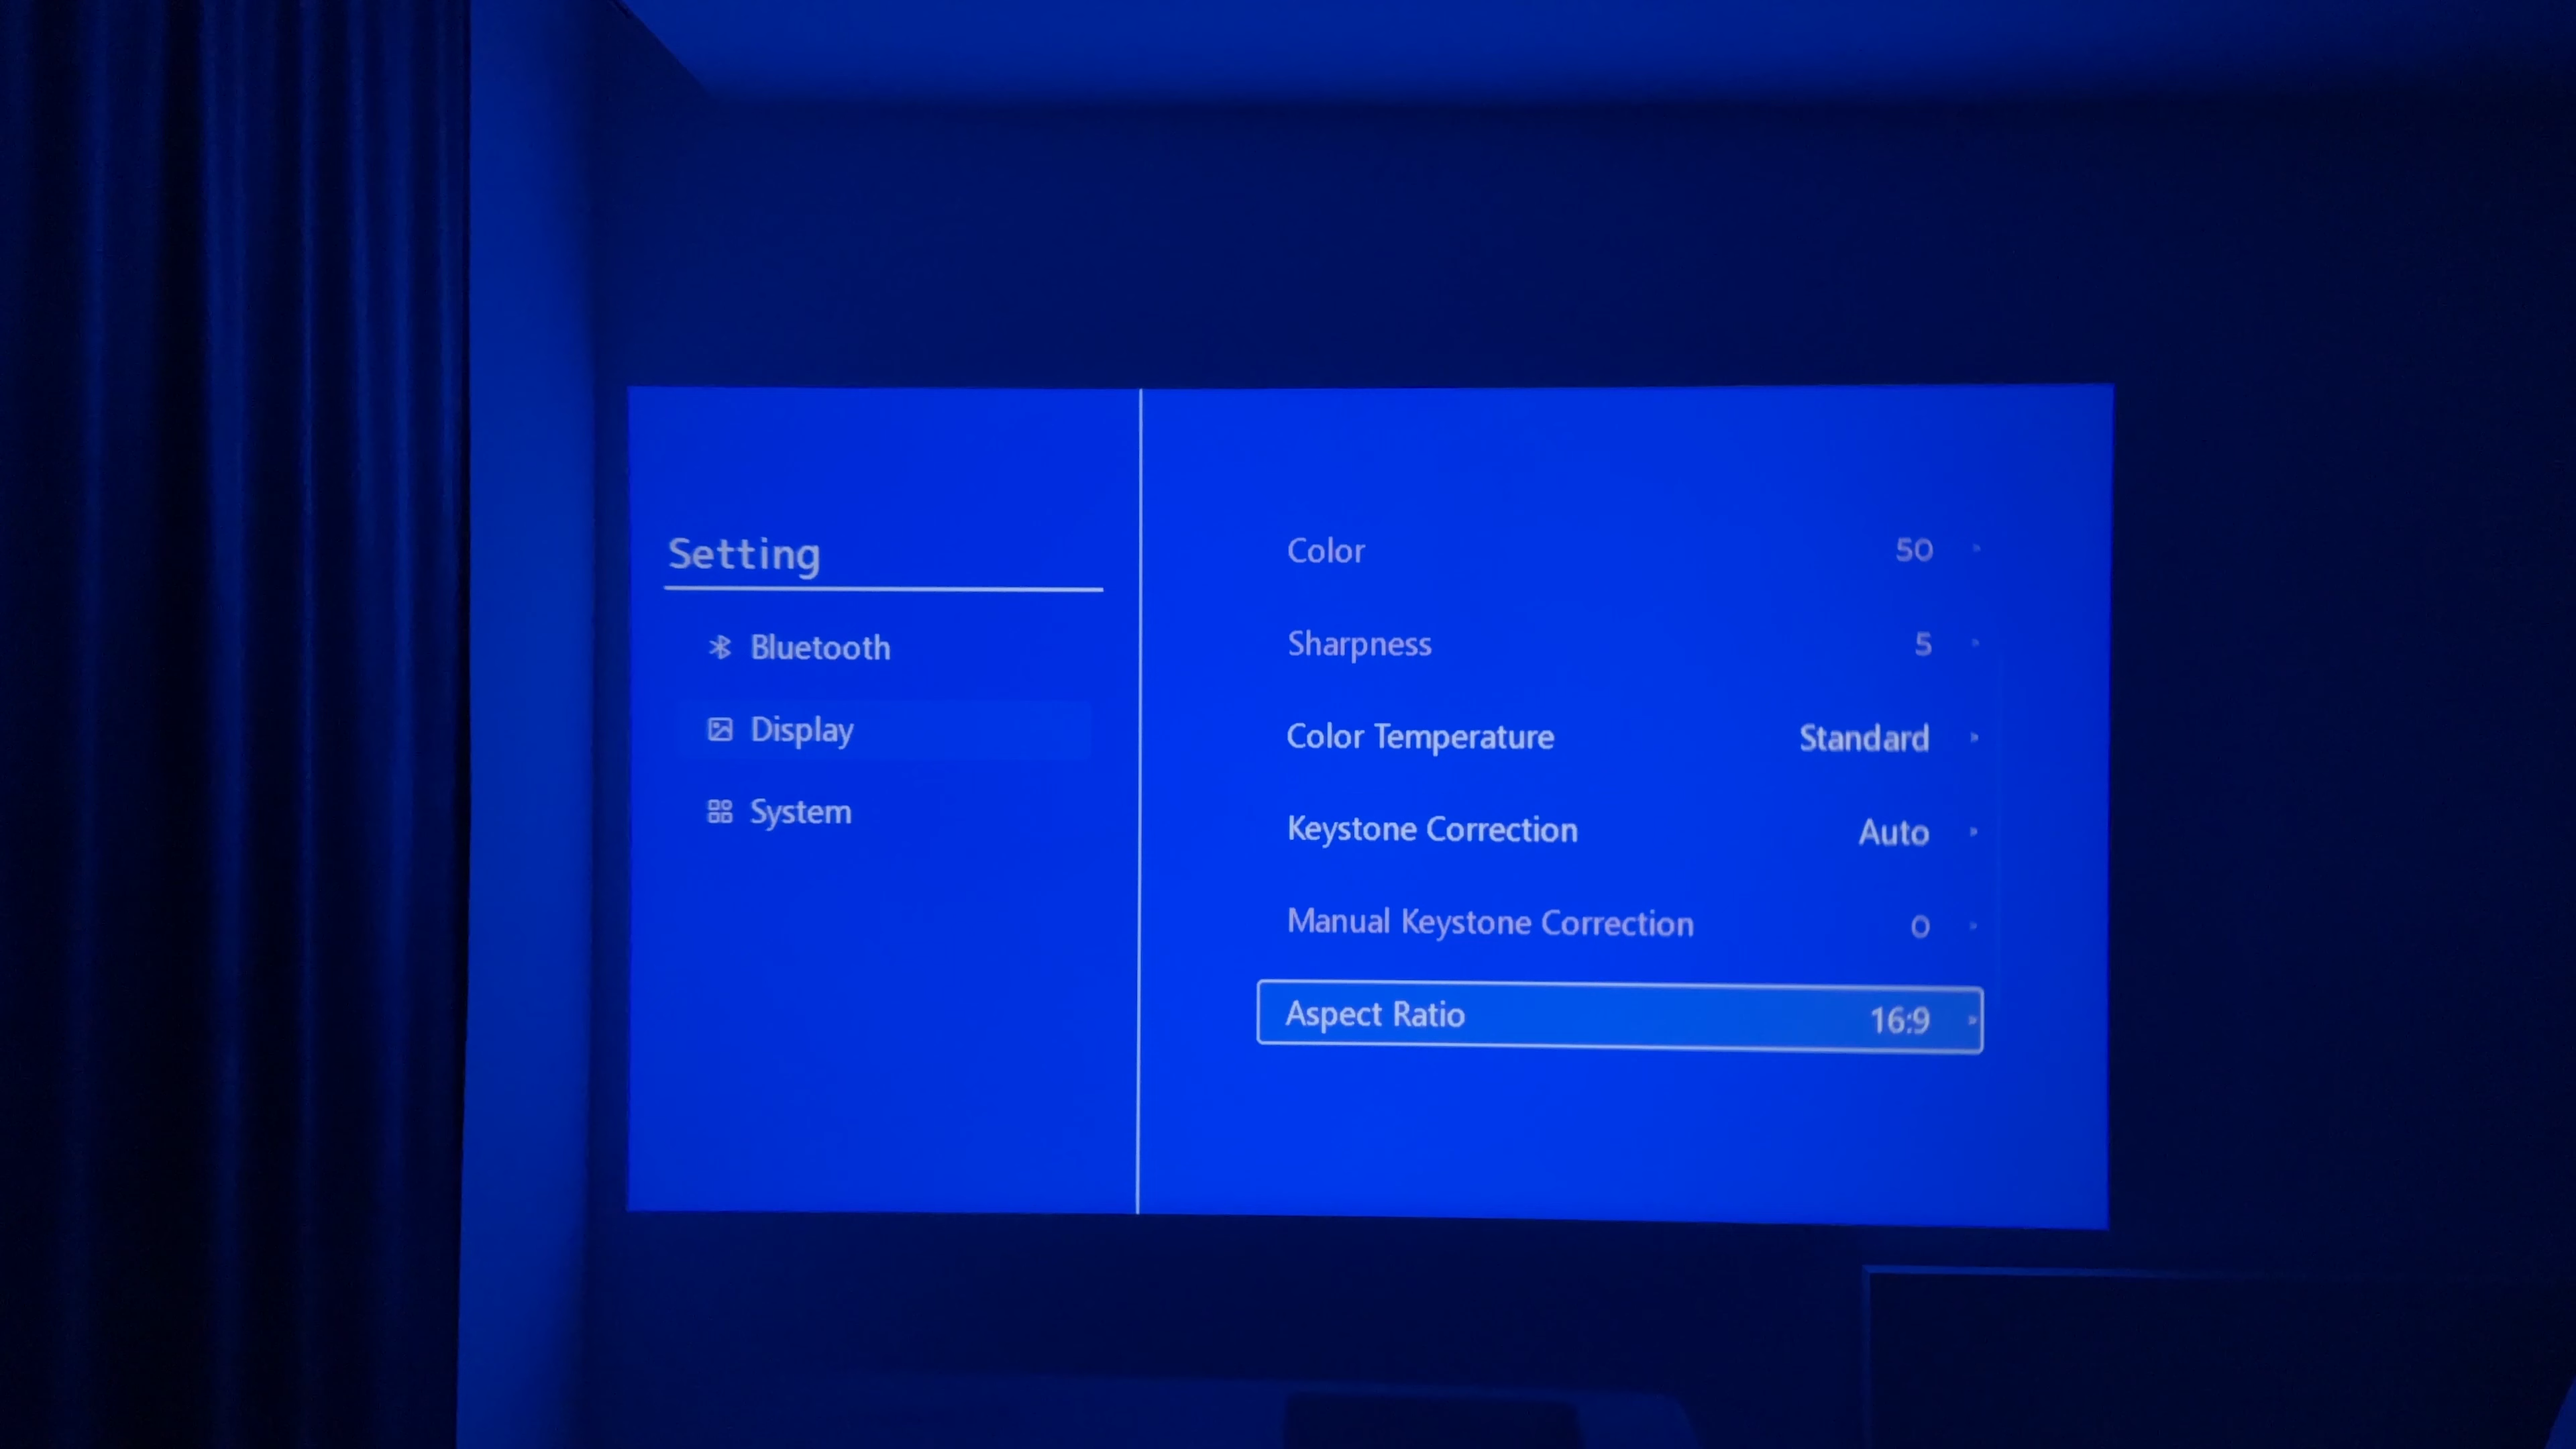 Setting
Bluetooth
Display
System
Color 50
Sharpness 5
Color Temperature Standard
Keystone Correction Auto
Manual Keystone Correction 0
Aspect Ratio 16:9